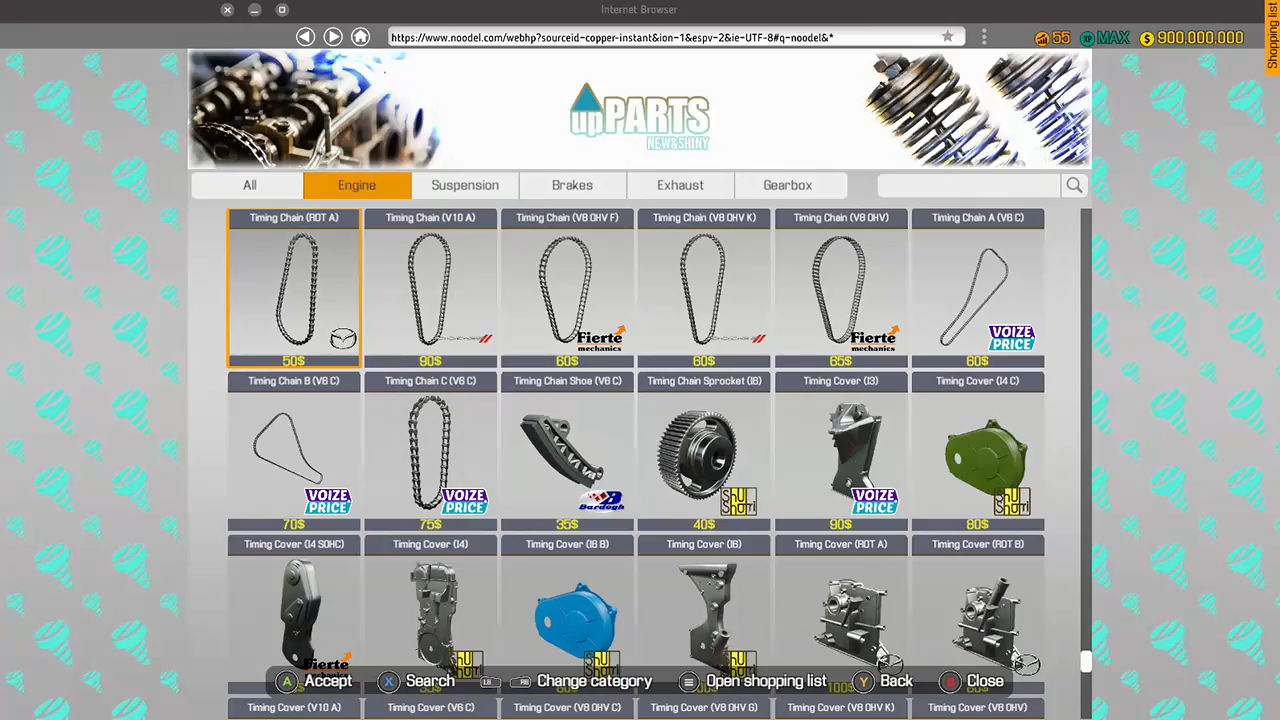 Internet Browser
Shopping list
https://www.noodel.com/webhp?sourceid-copper-instant&ion-1&espv-2&ie-UTF-8#q-noodel&*
55
XP MAX
$ 900,000,000
upPARTS
NEW&SHINY
All
Engine
Suspension
Brakes
Exhaust
Gearbox
Timing Chain (ROT A)
Timing Chain (V10 A)
Timing Chain (V8 OHV F)
Timing Chain (V8 OHV K)
Timing Chain (V8 OHV)
Timing Chain A (V6 C)
Fierte mechanics
Fierte mechanics
VOIZE PRICE
50$
90$
60$
60$
65$
60$
Timing Chain B (V6 C)
Timing Chain C (V6 C)
Timing Chain Shoe (V6 C)
Timing Chain Sprocket (I6)
Timing Cover (I3)
Timing Cover (I4 C)
VOIZE PRICE
VOIZE PRICE
Bardogh
VOIZE PRICE
70$
75$
35$
40$
90$
80$
Timing Cover (I4 SOHC)
Timing Cover (I4)
Timing Cover (I6 B)
Timing Cover (I6)
Timing Cover (ROT A)
Timing Cover (ROT B)
Fierte
A Accept
X Search
LB RB Change category
Open shopping list
100$
Y Back
B Close
Timing Cover (V10 A)
Timing Cover (V6 C)
Timing Cover (V8 OHV C)
Timing Cover (V8 OHV G)
Timing Cover (V8 OHV K)
Timing Cover (V8 OHV)